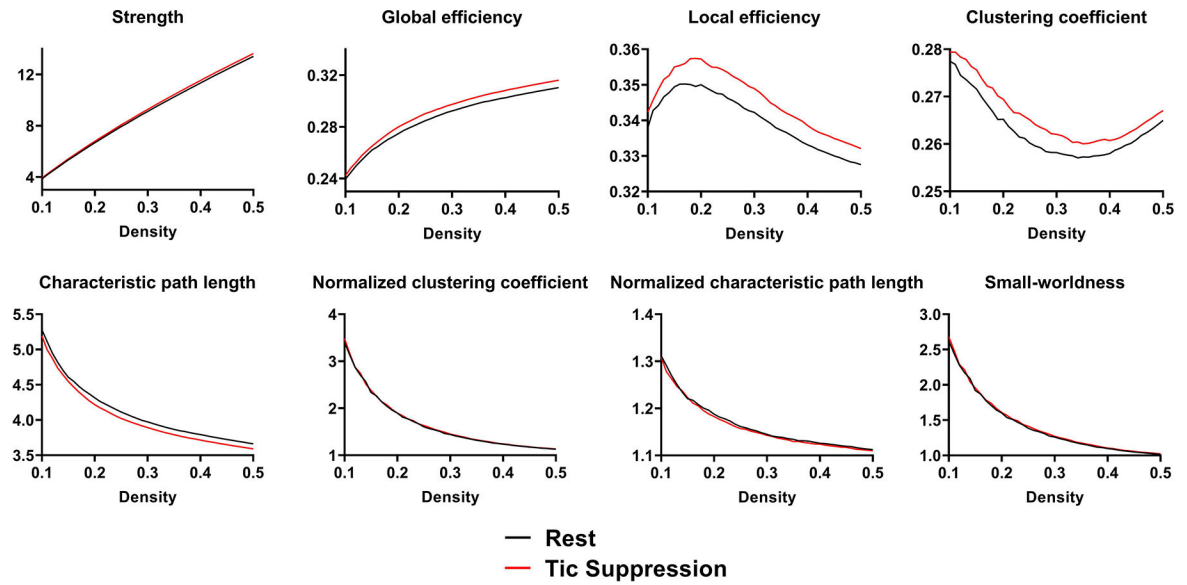 Strength
12
8
4
0.1 0.2 0.3 0.4 0.5
Density
Global efficiency
0.32
0.28
0.24
0.1 0.2 0.3 0.4 0.5
Density
Local efficiency
0.36
0.35
0.34
0.33
0.32
0.1 0.2 0.3 0.4 0.5
Density
Clustering coefficient
0.28
0.27
0.26
0.25
0.1 0.2 0.3 0.4 0.5
Density
Characteristic path length
5.5
5.0
4.5
4.0
3.5
0.1 0.2 0.3 0.4 0.5
Density
Normalized clustering coefficient
4
3
2
1
0.1 0.2 0.3 0.4 0.5
Density
Normalized characteristic path length
1.4
1.3
1.2
1.1
0.1 0.2 0.3 0.4 0.5
Density
Small-worldness
3.0
2.5
2.0
1.5
1.0
0.1 0.2 0.3 0.4 0.5
Density
Rest
Tic Suppression